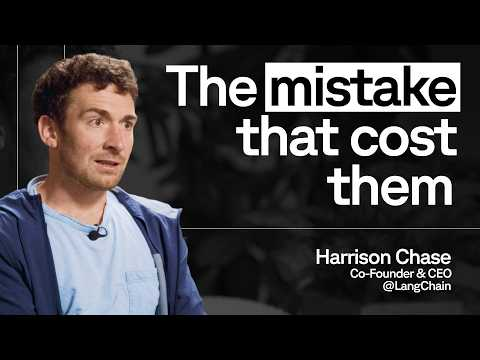 The mistake
that cost
them
Harrison Chase
Co-Founder & CEO
@LangChain